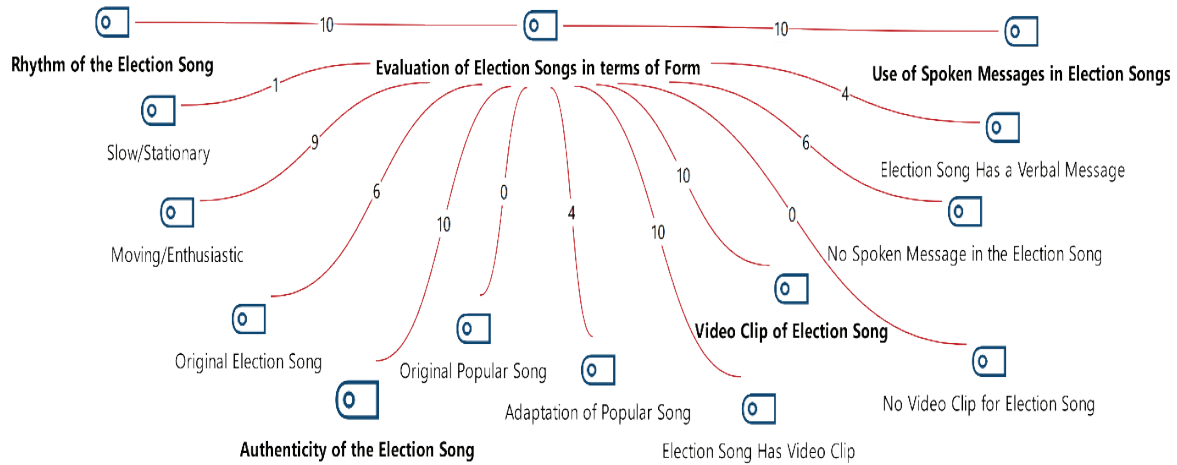 10
10
Rhythm of the Election Song
Evaluation of Election Songs in terms of Form
Use of Spoken Messages in Election Songs
1
4
Slow/Stationary
9
6
Election Song Has a Verbal Message
Moving/Enthusiastic
6
10
0
4
10
10
0
No Spoken Message in the Election Song
Original Election Song
Original Popular Song
Video Clip of Election Song
Adaptation of Popular Song
No Video Clip for Election Song
Authenticity of the Election Song
Election Song Has Video Clip